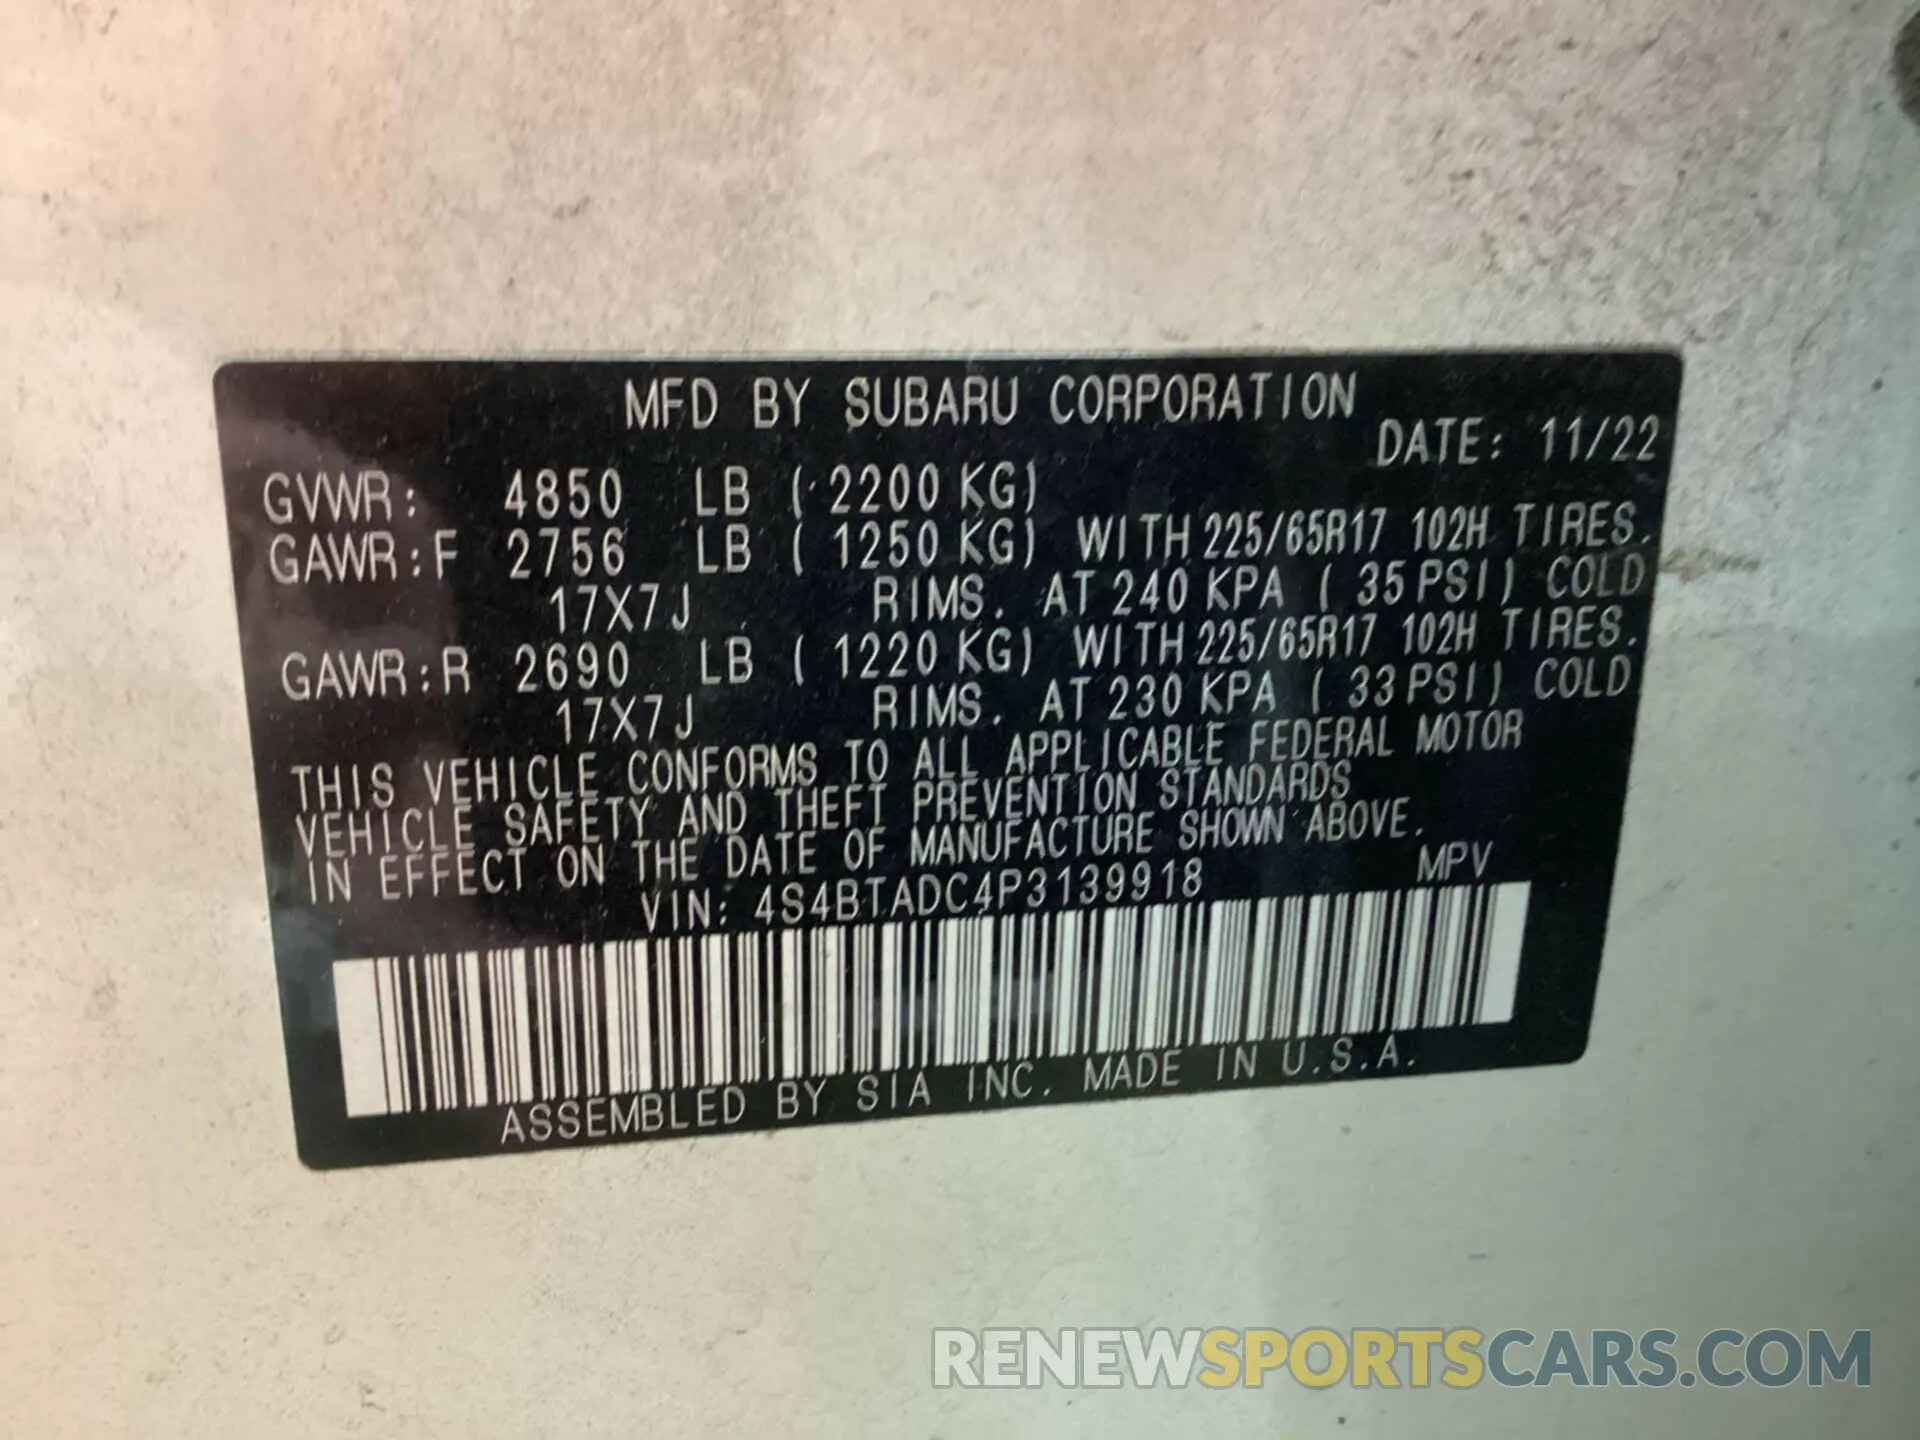 MFD BY SUBARU CORPORATION
DATE: 11/22
GVWR: 4850 LB ( 2200 KG)
GAWR:F 2756 LB ( 1250 KG) WITH 225/65R17 102H TIRES.
17X7J RIMS. AT 240 KPA ( 35 PSI) COLD
GAWR:R 2690 LB ( 1220 KG) WITH 225/65R17 102H TIRES.
17X7J RIMS. AT 230 KPA ( 33 PSI) COLD
THIS VEHICLE CONFORMS TO ALL APPLICABLE FEDERAL MOTOR
VEHICLE SAFETY AND THEFT PREVENTION STANDARDS
IN EFFECT ON THE DATE OF MANUFACTURE SHOWN ABOVE.
VIN: 4S4BTADC4P3139918 MPV
ASSEMBLED BY SIA INC. MADE IN U.S.A.
RENEWSPORTSCARS.COM